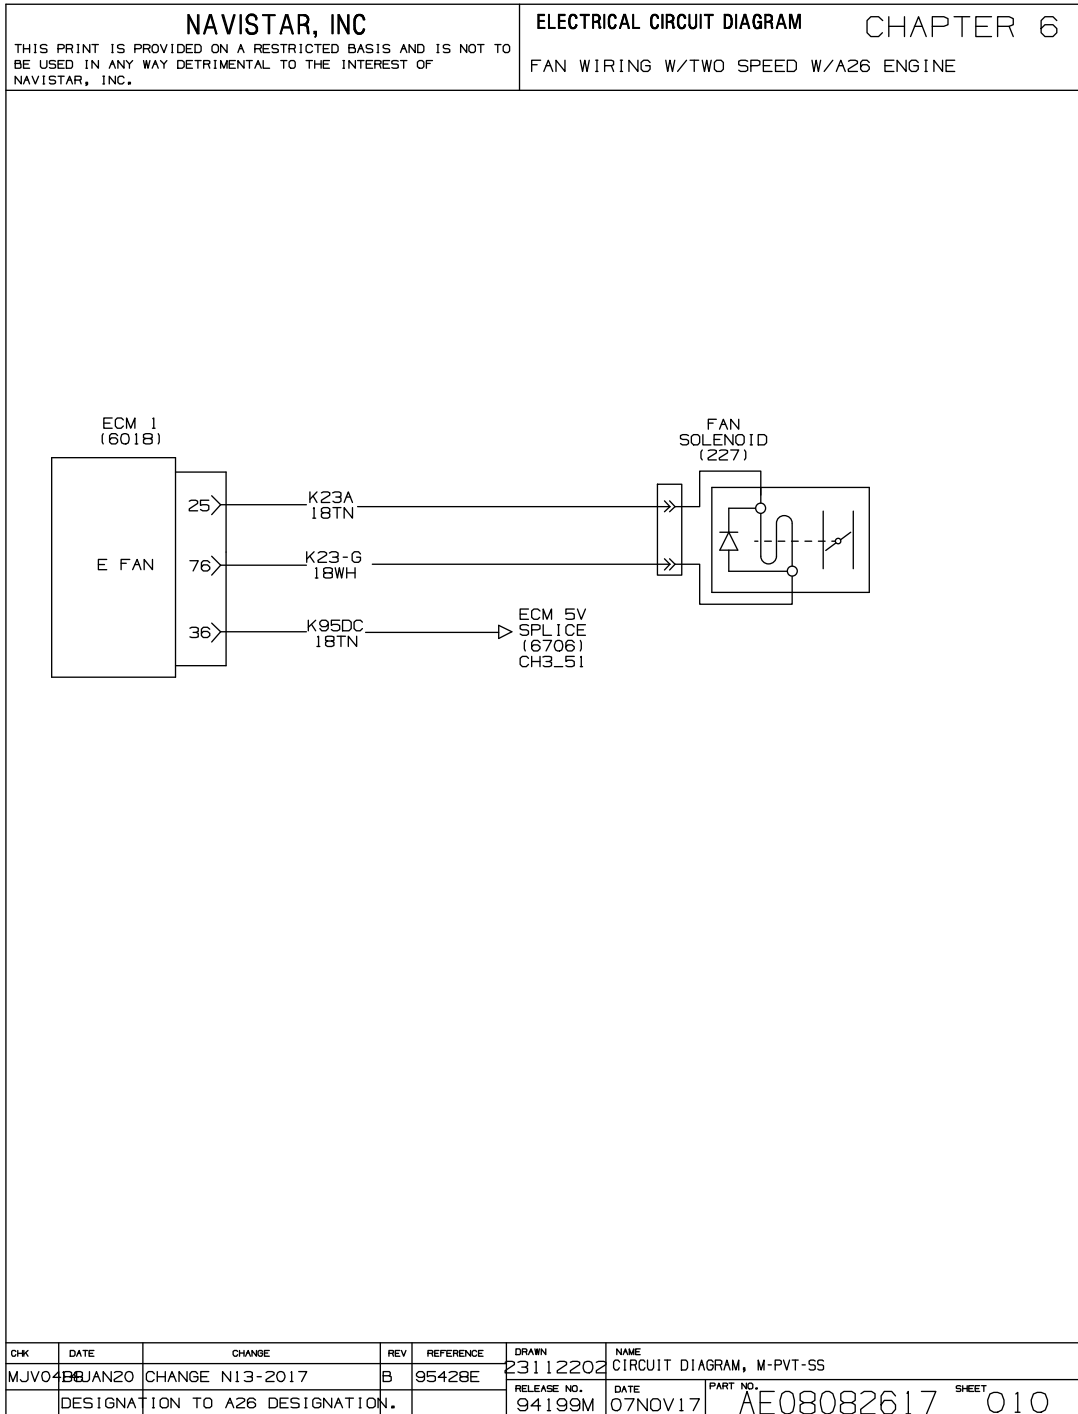 NAVISTAR, INC
THIS PRINT IS PROVIDED ON A RESTRICTED BASIS AND IS NOT TO
BE USED IN ANY WAY DETRIMENTAL TO THE INTEREST OF
NAVISTAR, INC.
ELECTRICAL CIRCUIT DIAGRAM
CHAPTER 6
FAN WIRING W/TWO SPEED W/A26 ENGINE
ECM 1
(6018)
E FAN
25
76
36
K23A
18TN
K23-G
18WH
K95DC
18TN
ECM 5V
SPLICE
(6706)
CH3_51
FAN
SOLENOID
(227)
CHK DATE CHANGE REV REFERENCE
CHANGE N13-2017 B 95428E
DESIGNATION TO A26 DESIGNATION.
DRAWN
23112202
NAME
CIRCUIT DIAGRAM, M-PVT-SS
RELEASE NO.
94199M
DATE
07NOV17
PART NO.
AE08082617
SHEET
010